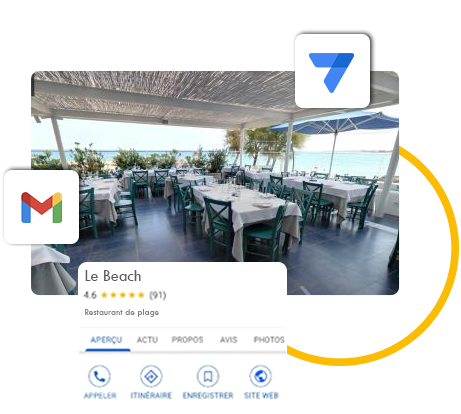 Le Beach
4.6 ★★★★★ (91)
Restaurant de plage
APERÇU ACTU PROPOS AVIS PHOTOS
APPELER ITINÉRAIRE ENREGISTRER SITE WEB